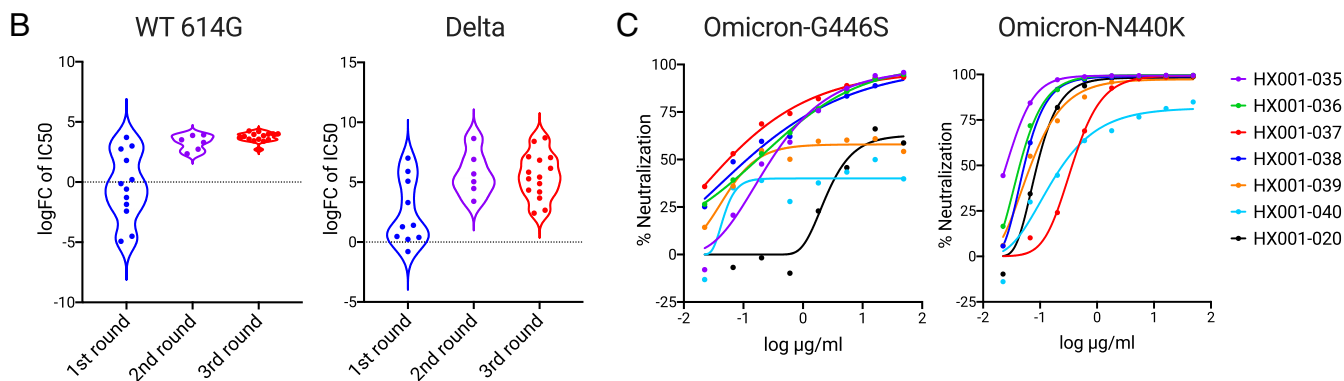 B
WT 614G
Delta
logFC of IC50
10
5
0
-5
-10
1st round
2nd round
3rd round
logFC of IC50
15
10
5
0
-5
1st round
2nd round
3rd round
C
Omicron-G446S
Omicron-N440K
% Neutralization
100
75
50
25
0
-25
-2
-1
0
1
2
log µg/ml
% Neutralization
100
75
50
25
0
-25
-2
-1
0
1
2
log µg/ml
HX001-035
HX001-036
HX001-037
HX001-038
HX001-039
HX001-040
HX001-020